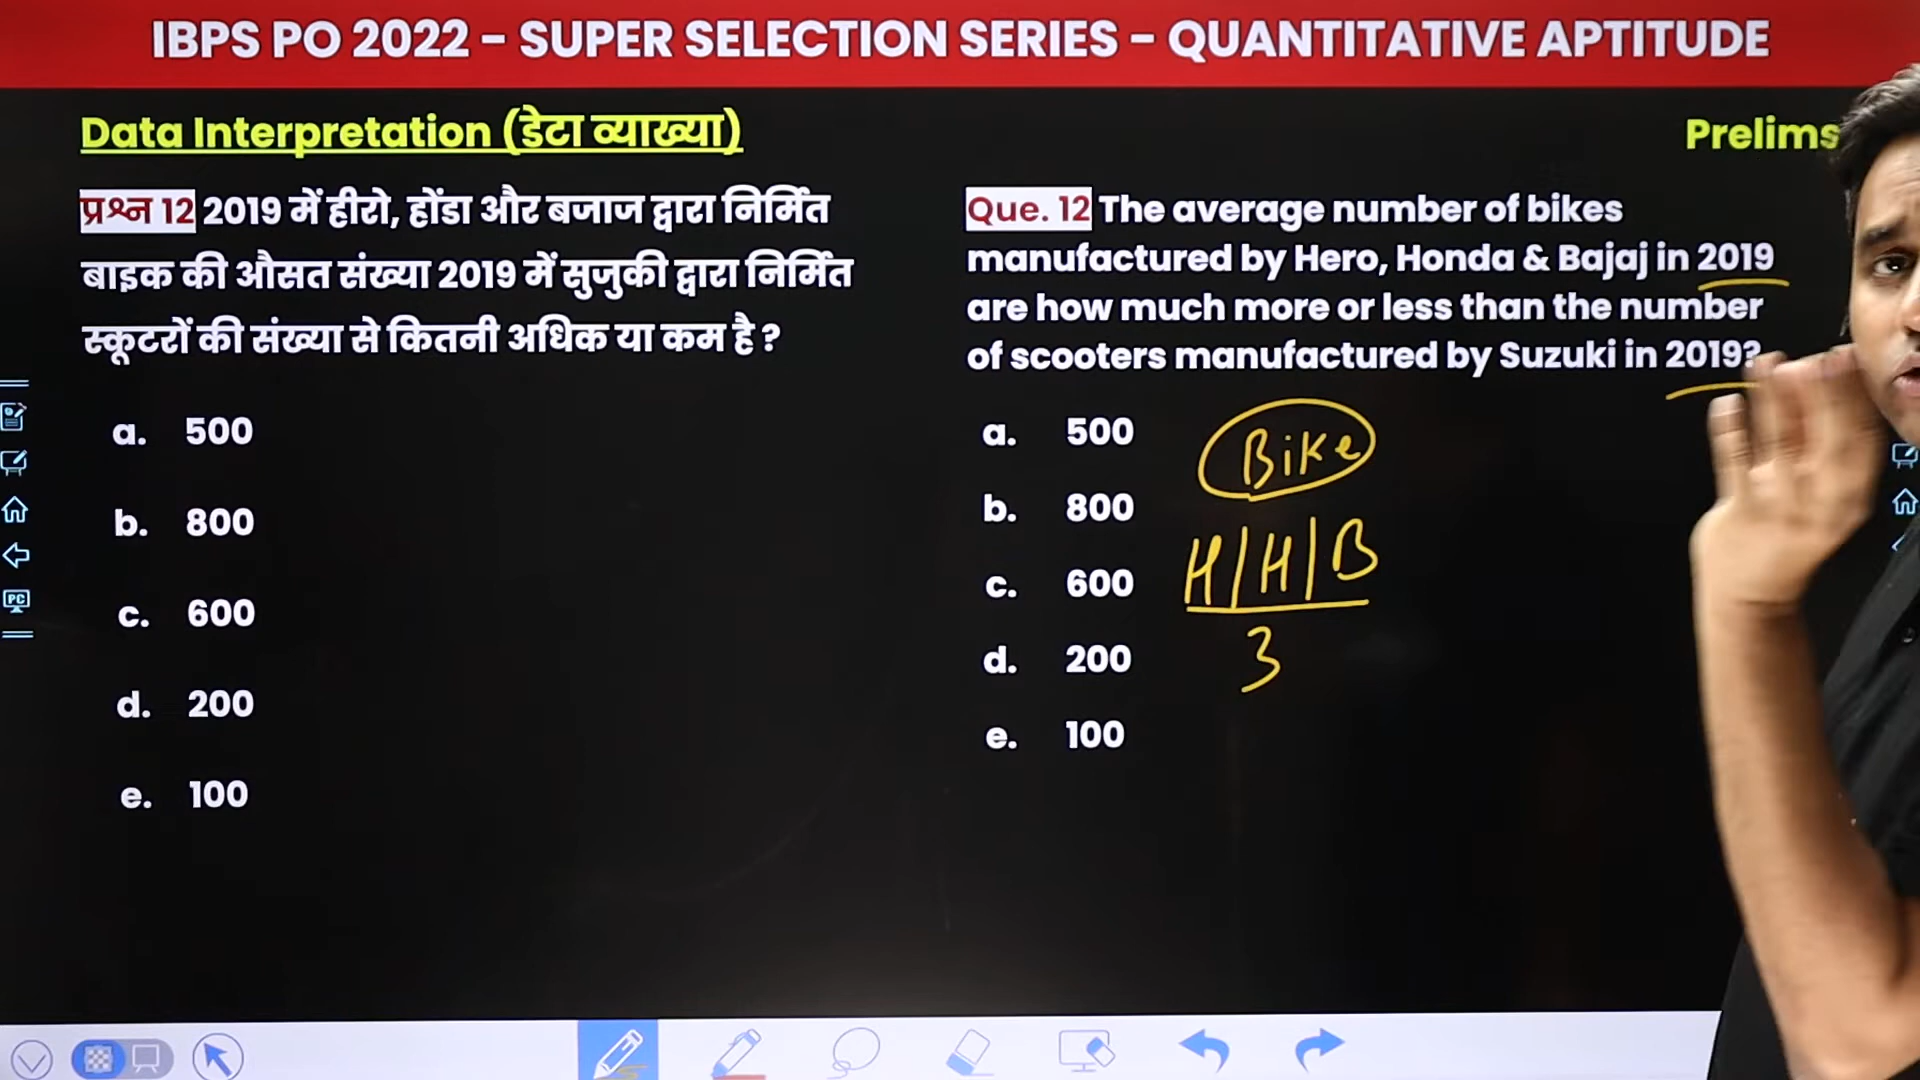 IBPS PO 2022 - SUPER SELECTION SERIES - QUANTITATIVE APTITUDE
Data Interpretation (डेटा व्याख्या)
Prelims
प्रश्न 12 2019 में हीरो, होंडा और बजाज द्वारा निर्मित
बाइक की औसत संख्या 2019 में सुजुकी द्वारा निर्मित
स्कूटरों की संख्या से कितनी अधिक या कम है ?
a. 500
b. 800
c. 600
d. 200
e. 100
Que. 12 The average number of bikes
manufactured by Hero, Honda & Bajaj in 2019
are how much more or less than the number
of scooters manufactured by Suzuki in 2019?
a. 500
b. 800
c. 600
d. 200
e. 100
Bike
H|H|B
3
PC